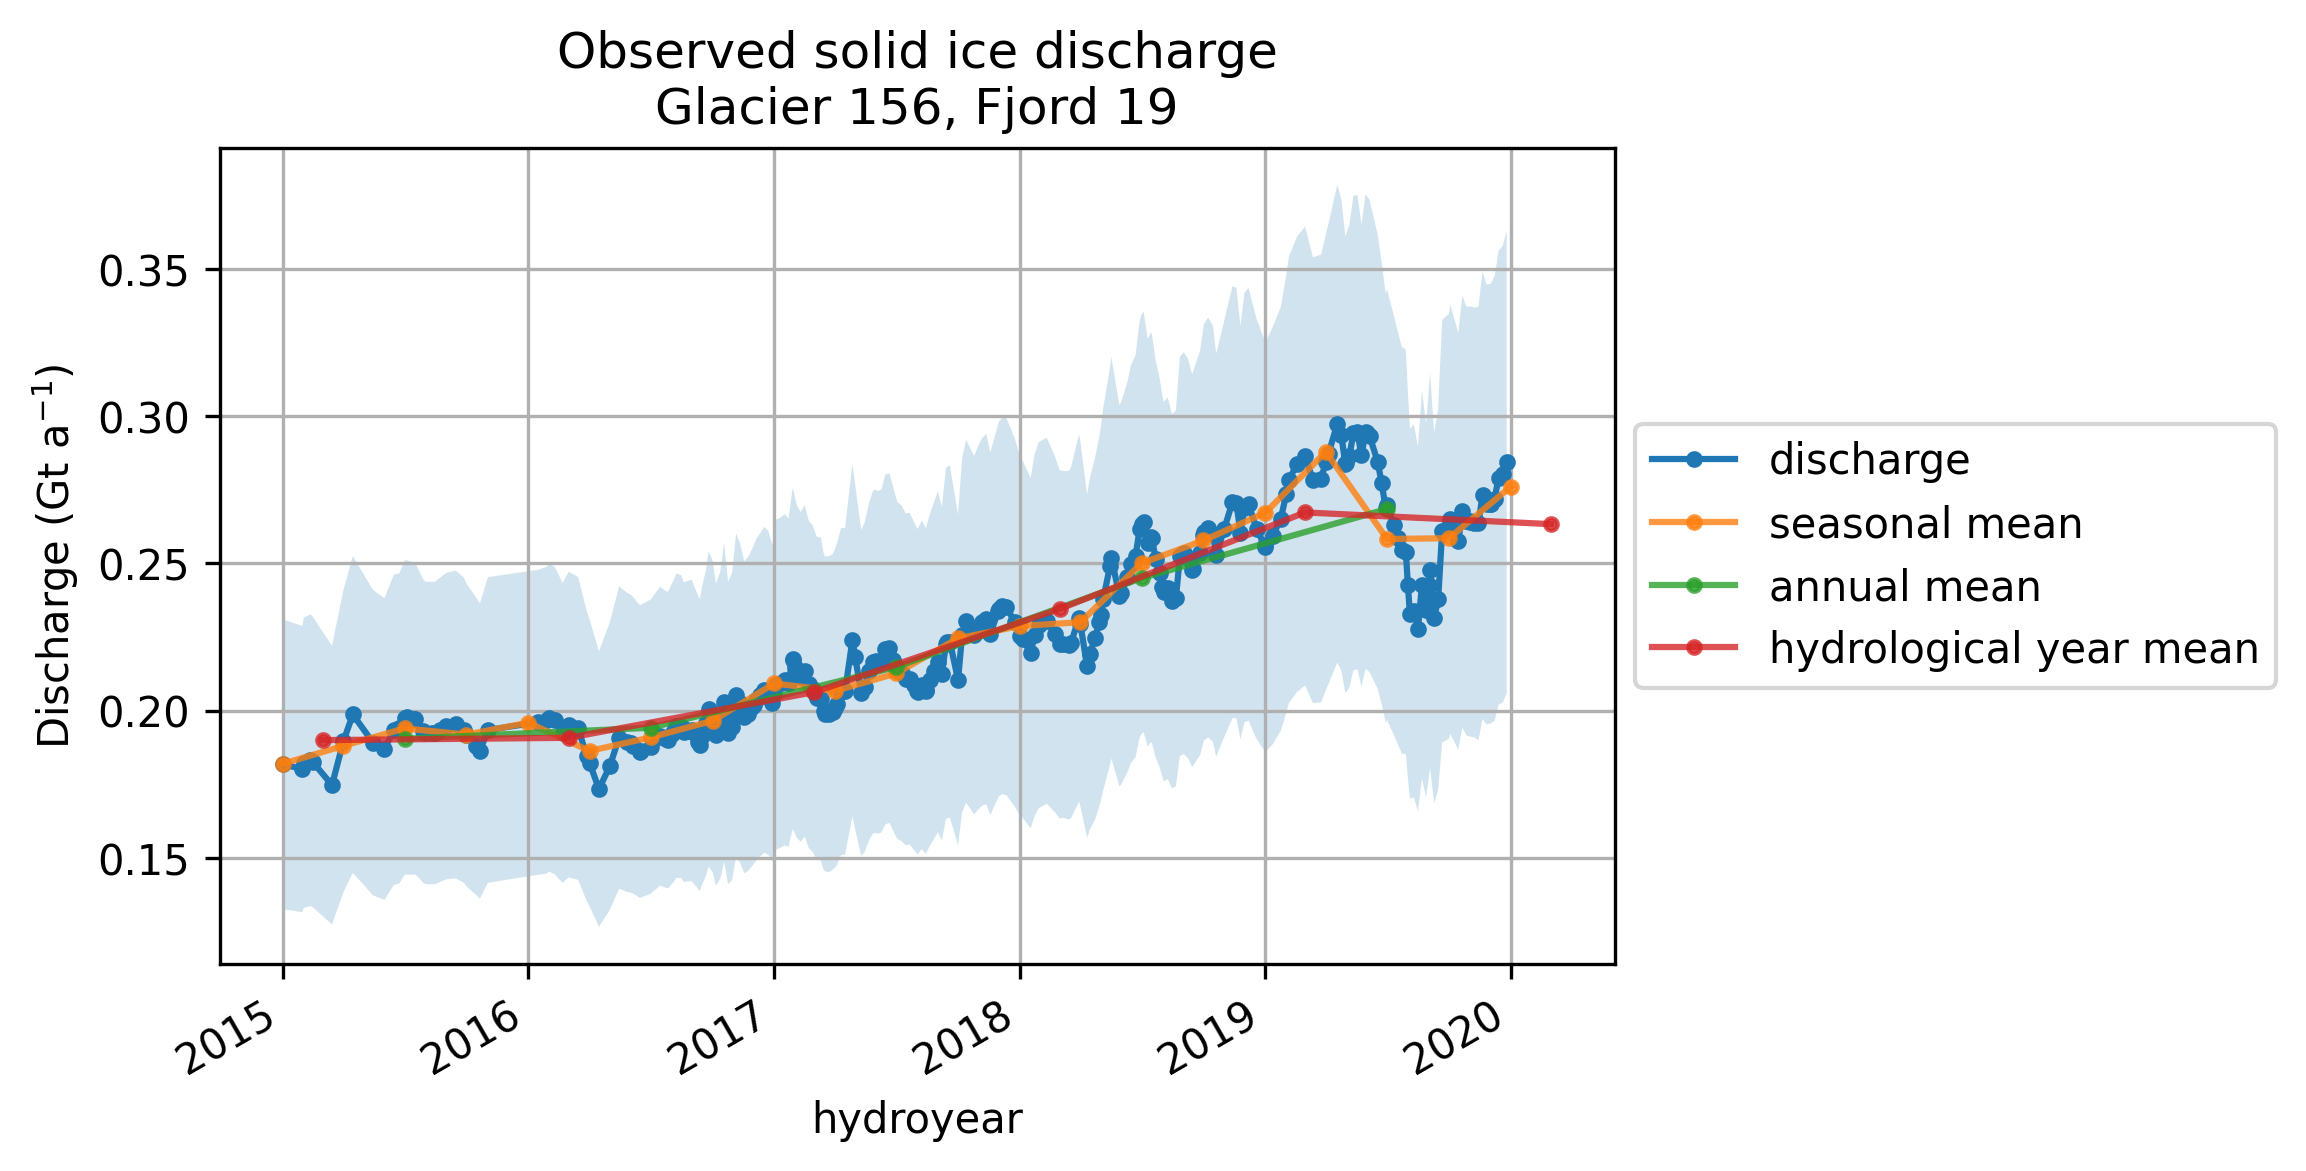 Observed solid ice discharge
Glacier 156, Fjord 19
Discharge (Gt a⁻¹)
0.35
0.30
0.25
0.20
0.15
2015 2016 2017 2018 2019 2020
hydroyear
discharge
seasonal mean
annual mean
hydrological year mean